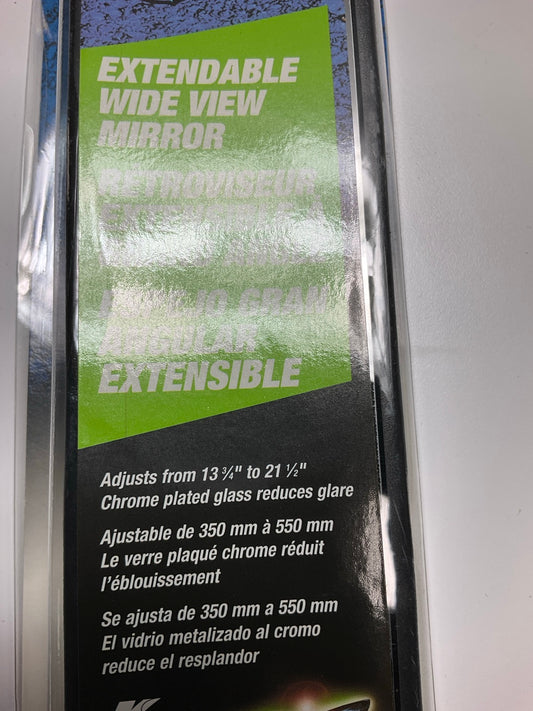 EXTENDABLE
WIDE VIEW
MIRROR
RETROVISEUR
ANGULAR
EXTENSIBLE
Adjusts from 13 ¾" to 21 ½"
Chrome plated glass reduces glare
Ajustable de 350 mm à 550 mm
Le verre plaqué chrome réduit
l'éblouissement
Se ajusta de 350 mm a 550 mm
El vidrio metalizado al cromo
reduce el resplandor